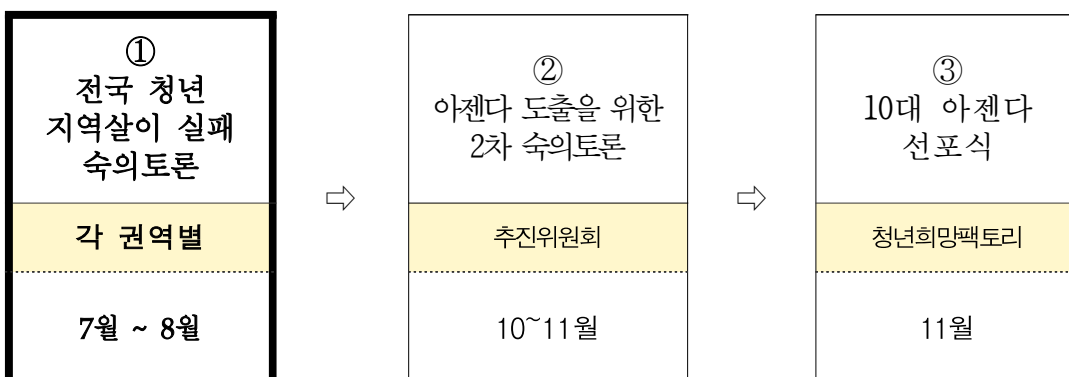 ①
전국 청년
지역살이 실패
숙의토론
각 권역별
7월 ~ 8월
⇨
②
아젠다 도출을 위한
2차 숙의토론
추진위원회
10~11월
⇨
③
10대 아젠다
선포식
청년희망팩토리
11월